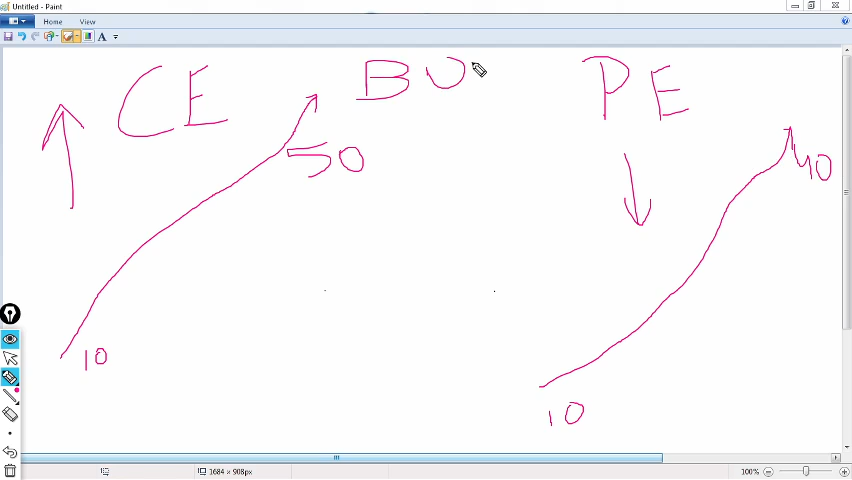 Untitled - Paint
Home View
A
CE BU PE
50
40
10
10
1684 × 908px 100%